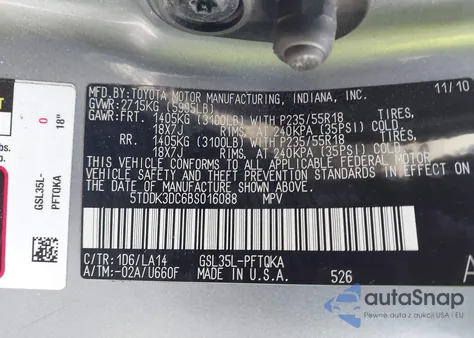 MFD.BY:TOYOTA MOTOR MANUFACTURING, INDIANA, INC. 11/10
GVWR: 2715KG (5985LB)
GAWR:FRT. 1405KG (3100LB) WITH P235/55R18 TIRES,
18X7J RIMS, AT 240KPA (35PSI) COLD.
RR. 1405KG (3100LB) WITH P235/55R18 TIRES,
18X7J RIMS, AT 240KPA (35PSI) COLD.
THIS VEHICLE CONFORMS TO ALL APPLICABLE FEDERAL MOTOR
VEHICLE SAFETY STANDARDS IN EFFECT ON THE DATE OF
MANUFACTURE SHOWN ABOVE.
5TDDK3DC6BS016088 MPV
C/TR: 1D6/LA14 GSL35L-PFTQKA
A/TM: -02A/U660F MADE IN U.S.A. 526
A
0 18"
GSL35L
-PFTQKA
lbs.
autoSnap
Pewne auta z aukcji USA i EU